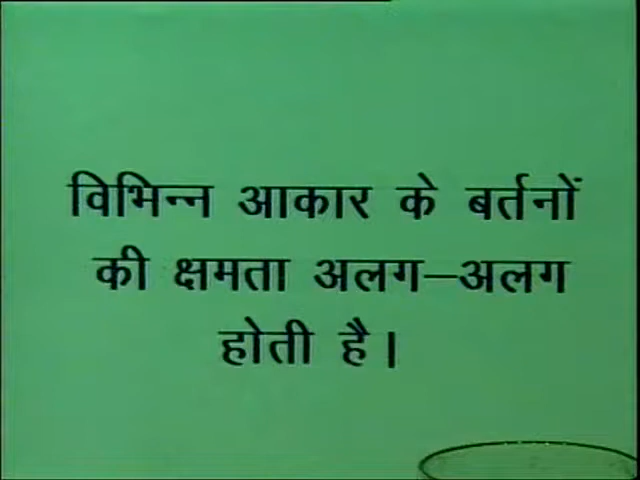 विभिन्न आकार के बर्तनों
की क्षमता अलग–अलग
होती है।